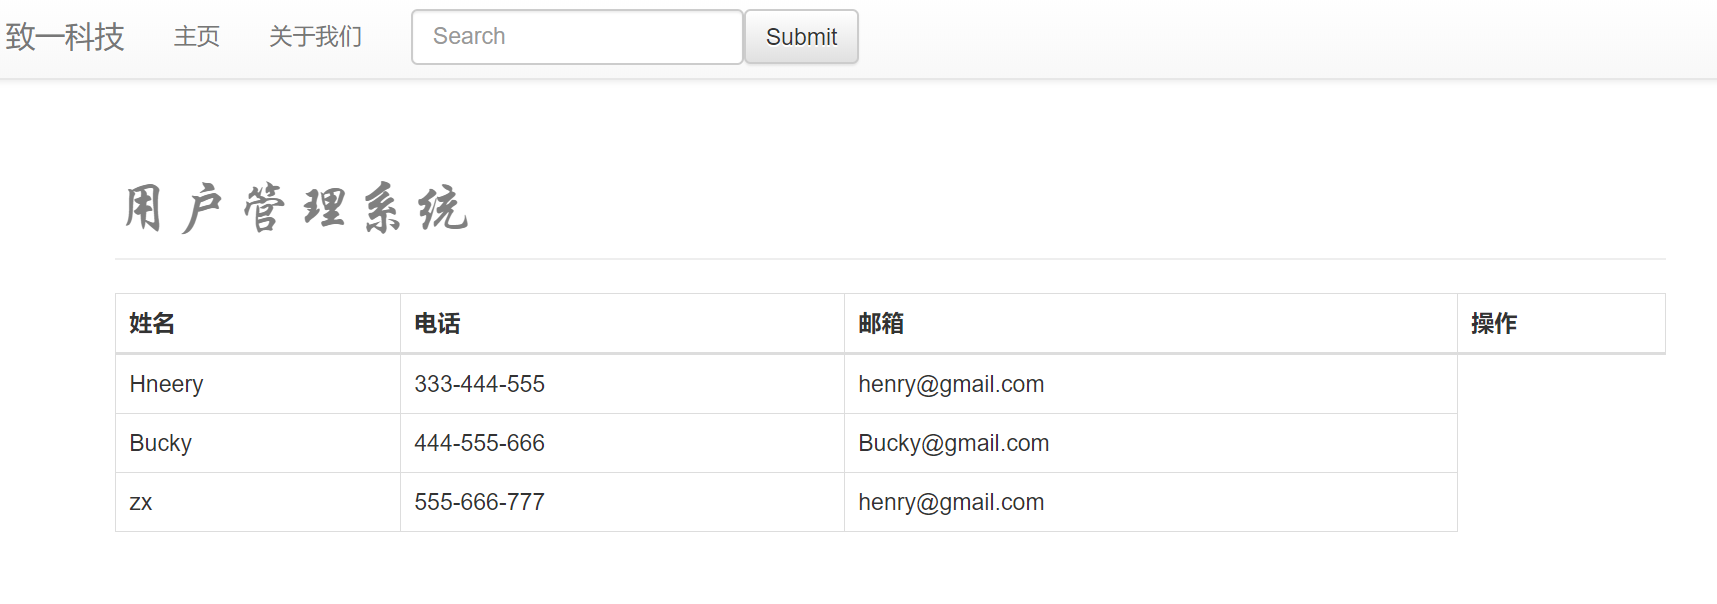 致一科技 主页 关于我们 Search Submit
用户管理系统
姓名 电话 邮箱 操作
Hneery 333-444-555 henry@gmail.com
Bucky 444-555-666 Bucky@gmail.com
zx 555-666-777 henry@gmail.com